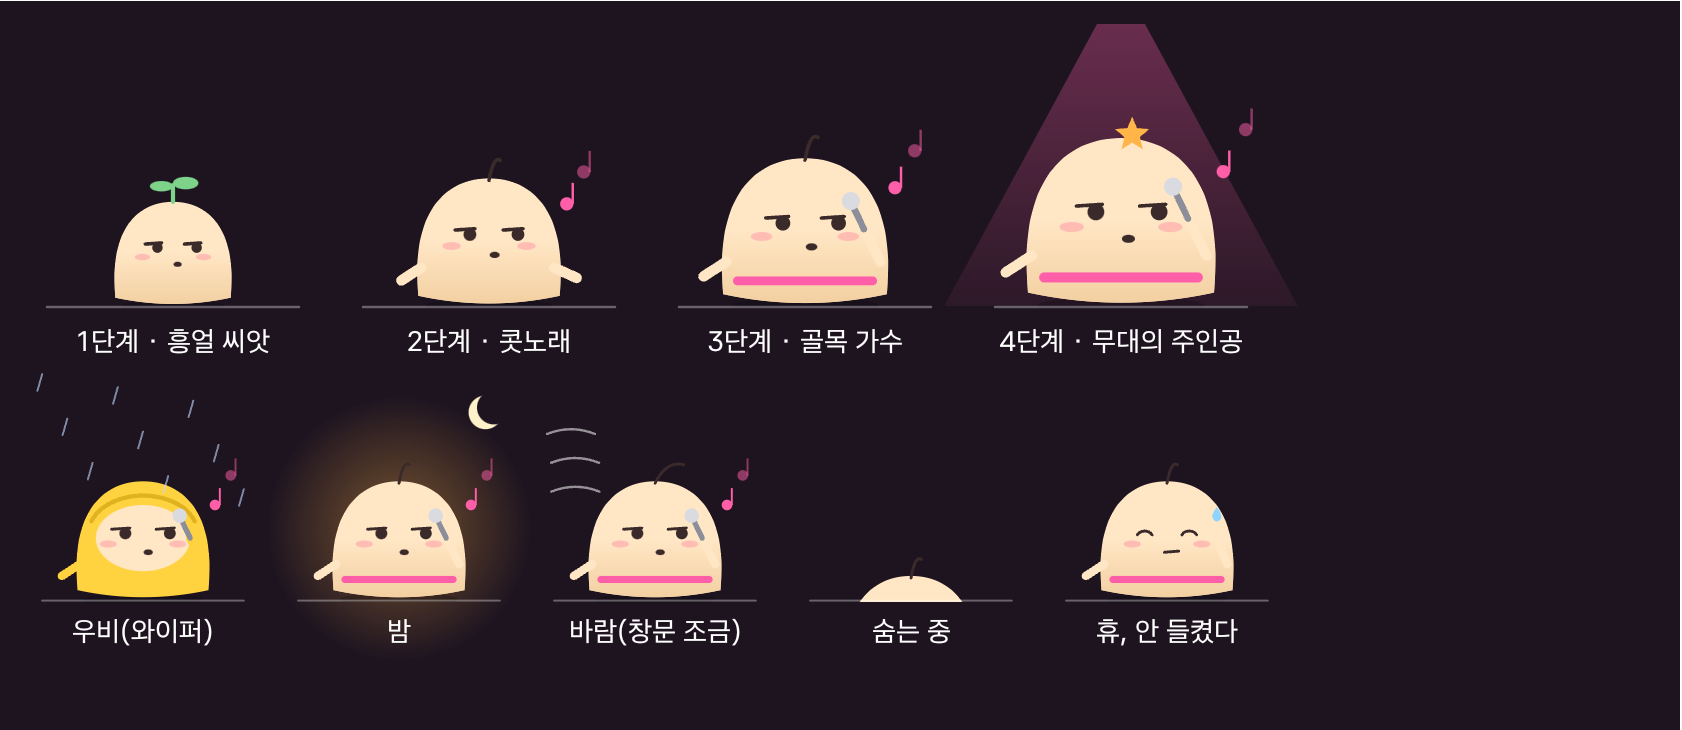 1단계 · 흥얼 씨앗
2단계 · 콧노래
3단계 · 골목 가수
4단계 · 무대의 주인공
우비(와이퍼)
밤
바람(창문 조금)
숨는 중
휴, 안 들켰다